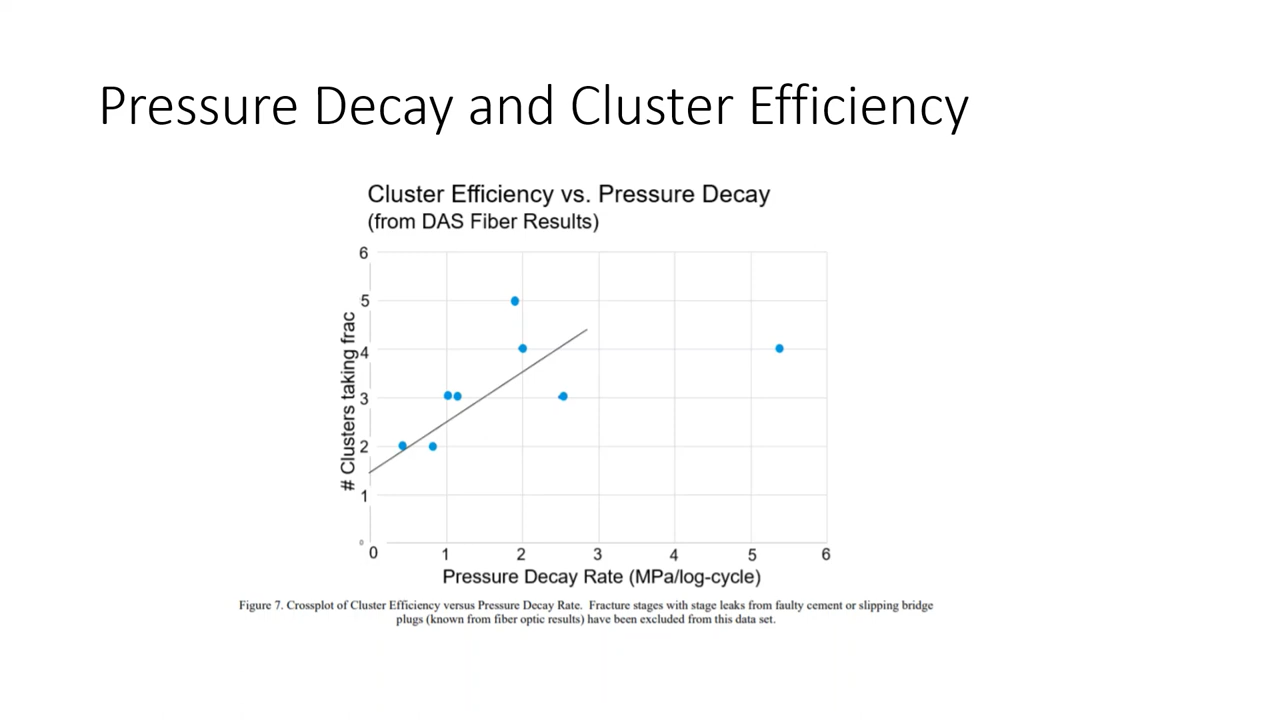 Pressure Decay and Cluster Efficiency
Cluster Efficiency vs. Pressure Decay
(from DAS Fiber Results)
# Clusters taking frac
6
5
4
3
2
1
0
0 1 2 3 4 5 6
Pressure Decay Rate (MPa/log-cycle)
Figure 7. Crossplot of Cluster Efficiency versus Pressure Decay Rate. Fracture stages with stage leaks from faulty cement or slipping bridge
plugs (known from fiber optic results) have been excluded from this data set.